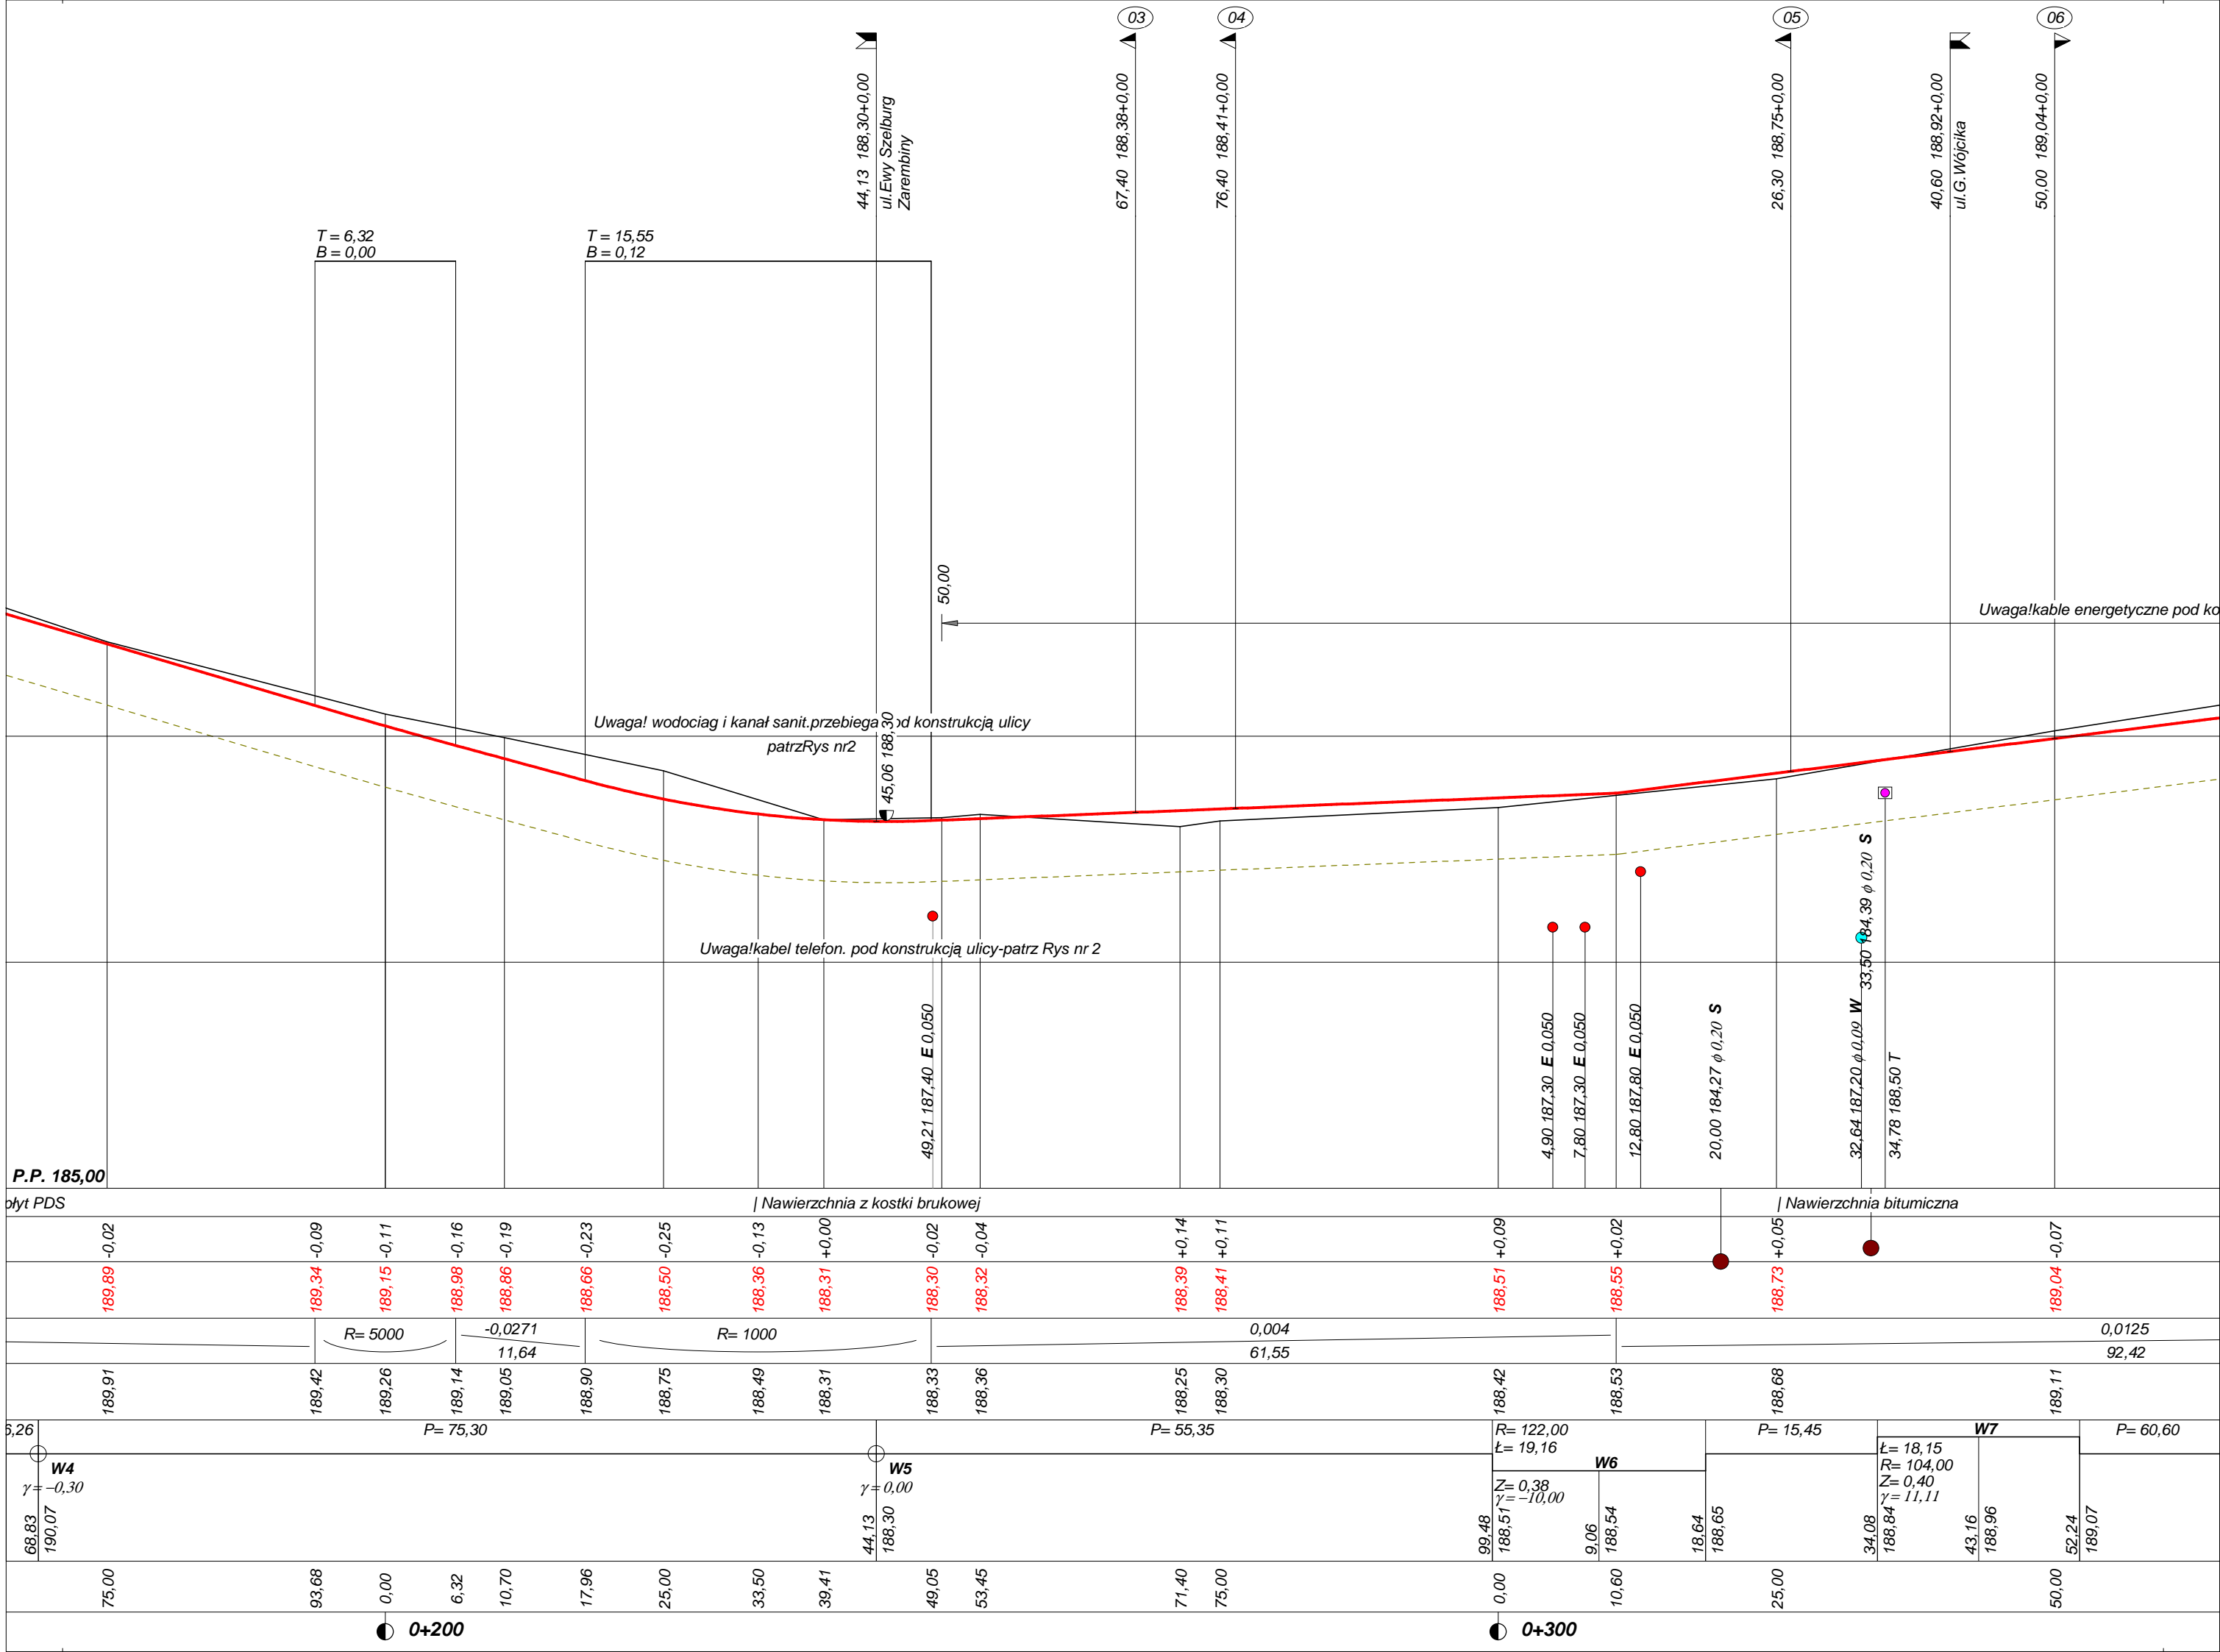 03
04
05
06
44,13 188,30+0,00
ul.Ewy Szelburg
Zarembiny
67,40 188,38+0,00
76,40 188,41+0,00
26,30 188,75+0,00
40,60 188,92+0,00
ul.G.Wójcika
50,00 189,04+0,00
T = 6,32
B = 0,00
T = 15,55
B = 0,12
50,00
Uwaga!kable energetyczne pod ko
Uwaga! wodociag i kanał sanit.przebiega od konstrukcją ulicy
patrzRys nr2
45,06 188,30
Uwaga!kabel telefon. pod konstrukcją ulicy-patrz Rys nr 2
49,21 187,40 E 0,050
4,90 187,30 E 0,050
7,80 187,30 E 0,050
12,80 187,80 E 0,050
20,00 184,27 ϕ 0,20 S
32,64 187,20 ϕ 0,09 W
33,50 184,39 ϕ 0,20 S
34,78 188,50 T
P.P. 185,00
płyt PDS
| Nawierzchnia z kostki brukowej
| Nawierzchnia bitumiczna
-0,02 -0,09 -0,11 -0,16 -0,19 -0,23 -0,25 -0,13 +0,00 -0,02 -0,04 +0,14 +0,11 +0,09 +0,02 +0,05 -0,07
189,89 189,34 189,15 188,98 188,86 188,66 188,50 188,36 188,31 188,30 188,32 188,39 188,41 188,51 188,55 188,73 189,04
R= 5000
-0,0271
11,64
R= 1000
0,004
61,55
0,0125
92,42
189,91 189,42 189,26 189,14 189,05 188,90 188,75 188,49 188,31 188,33 188,36 188,25 188,30 188,42 188,53 188,68 189,11
6,26
P= 75,30
P= 55,35
R= 122,00
Ł= 19,16
W6
Z= 0,38
γ = −10,00
P= 15,45
W7
Ł= 18,15
R= 104,00
Z= 0,40
γ = 11,11
P= 60,60
W4
γ = −0,30
W5
γ = 0,00
68,83
190,07
44,13
188,30
99,48
188,51
9,06
188,54
18,64
188,65
34,08
188,84
43,16
188,96
52,24
189,07
75,00 93,68 0,00 6,32 10,70 17,96 25,00 33,50 39,41 49,05 53,45 71,40 75,00 0,00 10,60 25,00 50,00
0+200
0+300